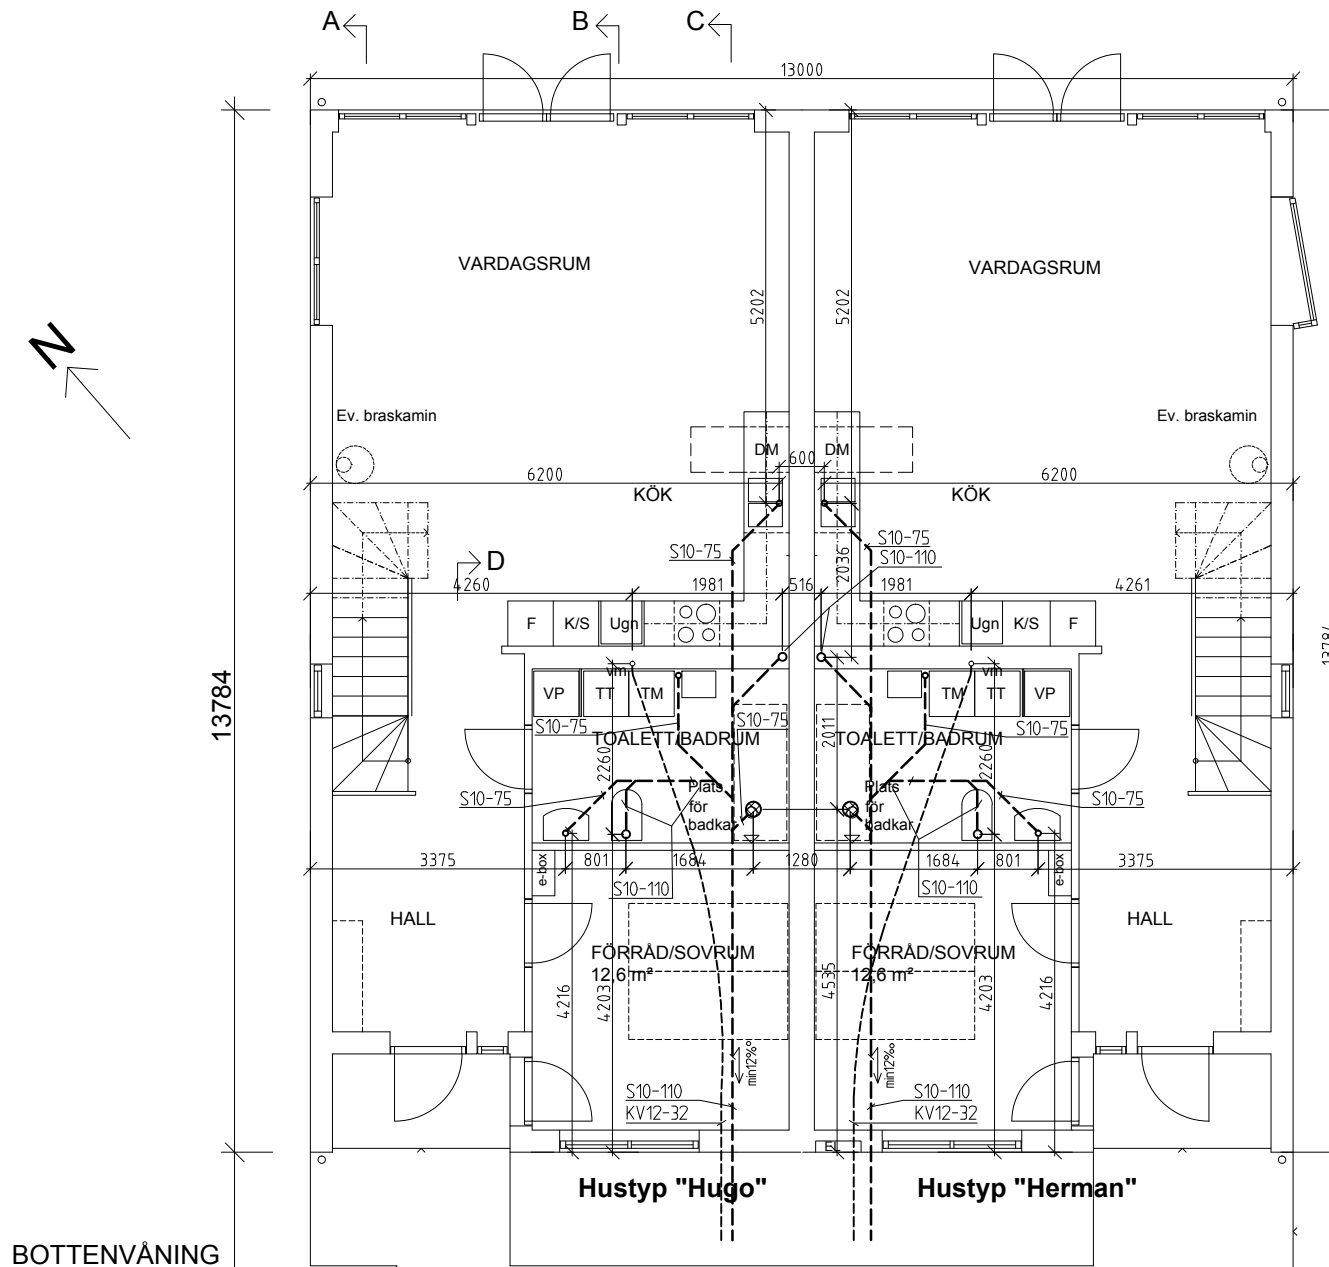 A
B
C
13000
VARDAGSRUM
VARDAGSRUM
5202
5202
N
Ev. braskamin
Ev. braskamin
DM
DM
600
6200
6200
KÖK
KÖK
S10-75
S10-75
S10-110
2036
D
4260
1981
516
1981
4261
F
K/S
Ugn
Ugn
K/S
F
13784
13784
vm
vm
VP
TT
TM
TM
TT
VP
S10-75
S10-75
S10-75
TOALETT/BADRUM
TOALETT/BADRUM
2260
2011
2260
S10-75
S10-75
Plats
för
badkar
Plats
för
badkar
3375
801
1684
1280
1684
801
3375
e-box
e-box
S10-110
S10-110
HALL
HALL
FÖRRÅD/SOVRUM
12,6 m²
FÖRRÅD/SOVRUM
12,6 m²
4216
4203
4535
4203
4216
min12‰
min12‰
S10-110
KV12-32
S10-110
KV12-32
Hustyp "Hugo"
Hustyp "Herman"
BOTTENVÅNING